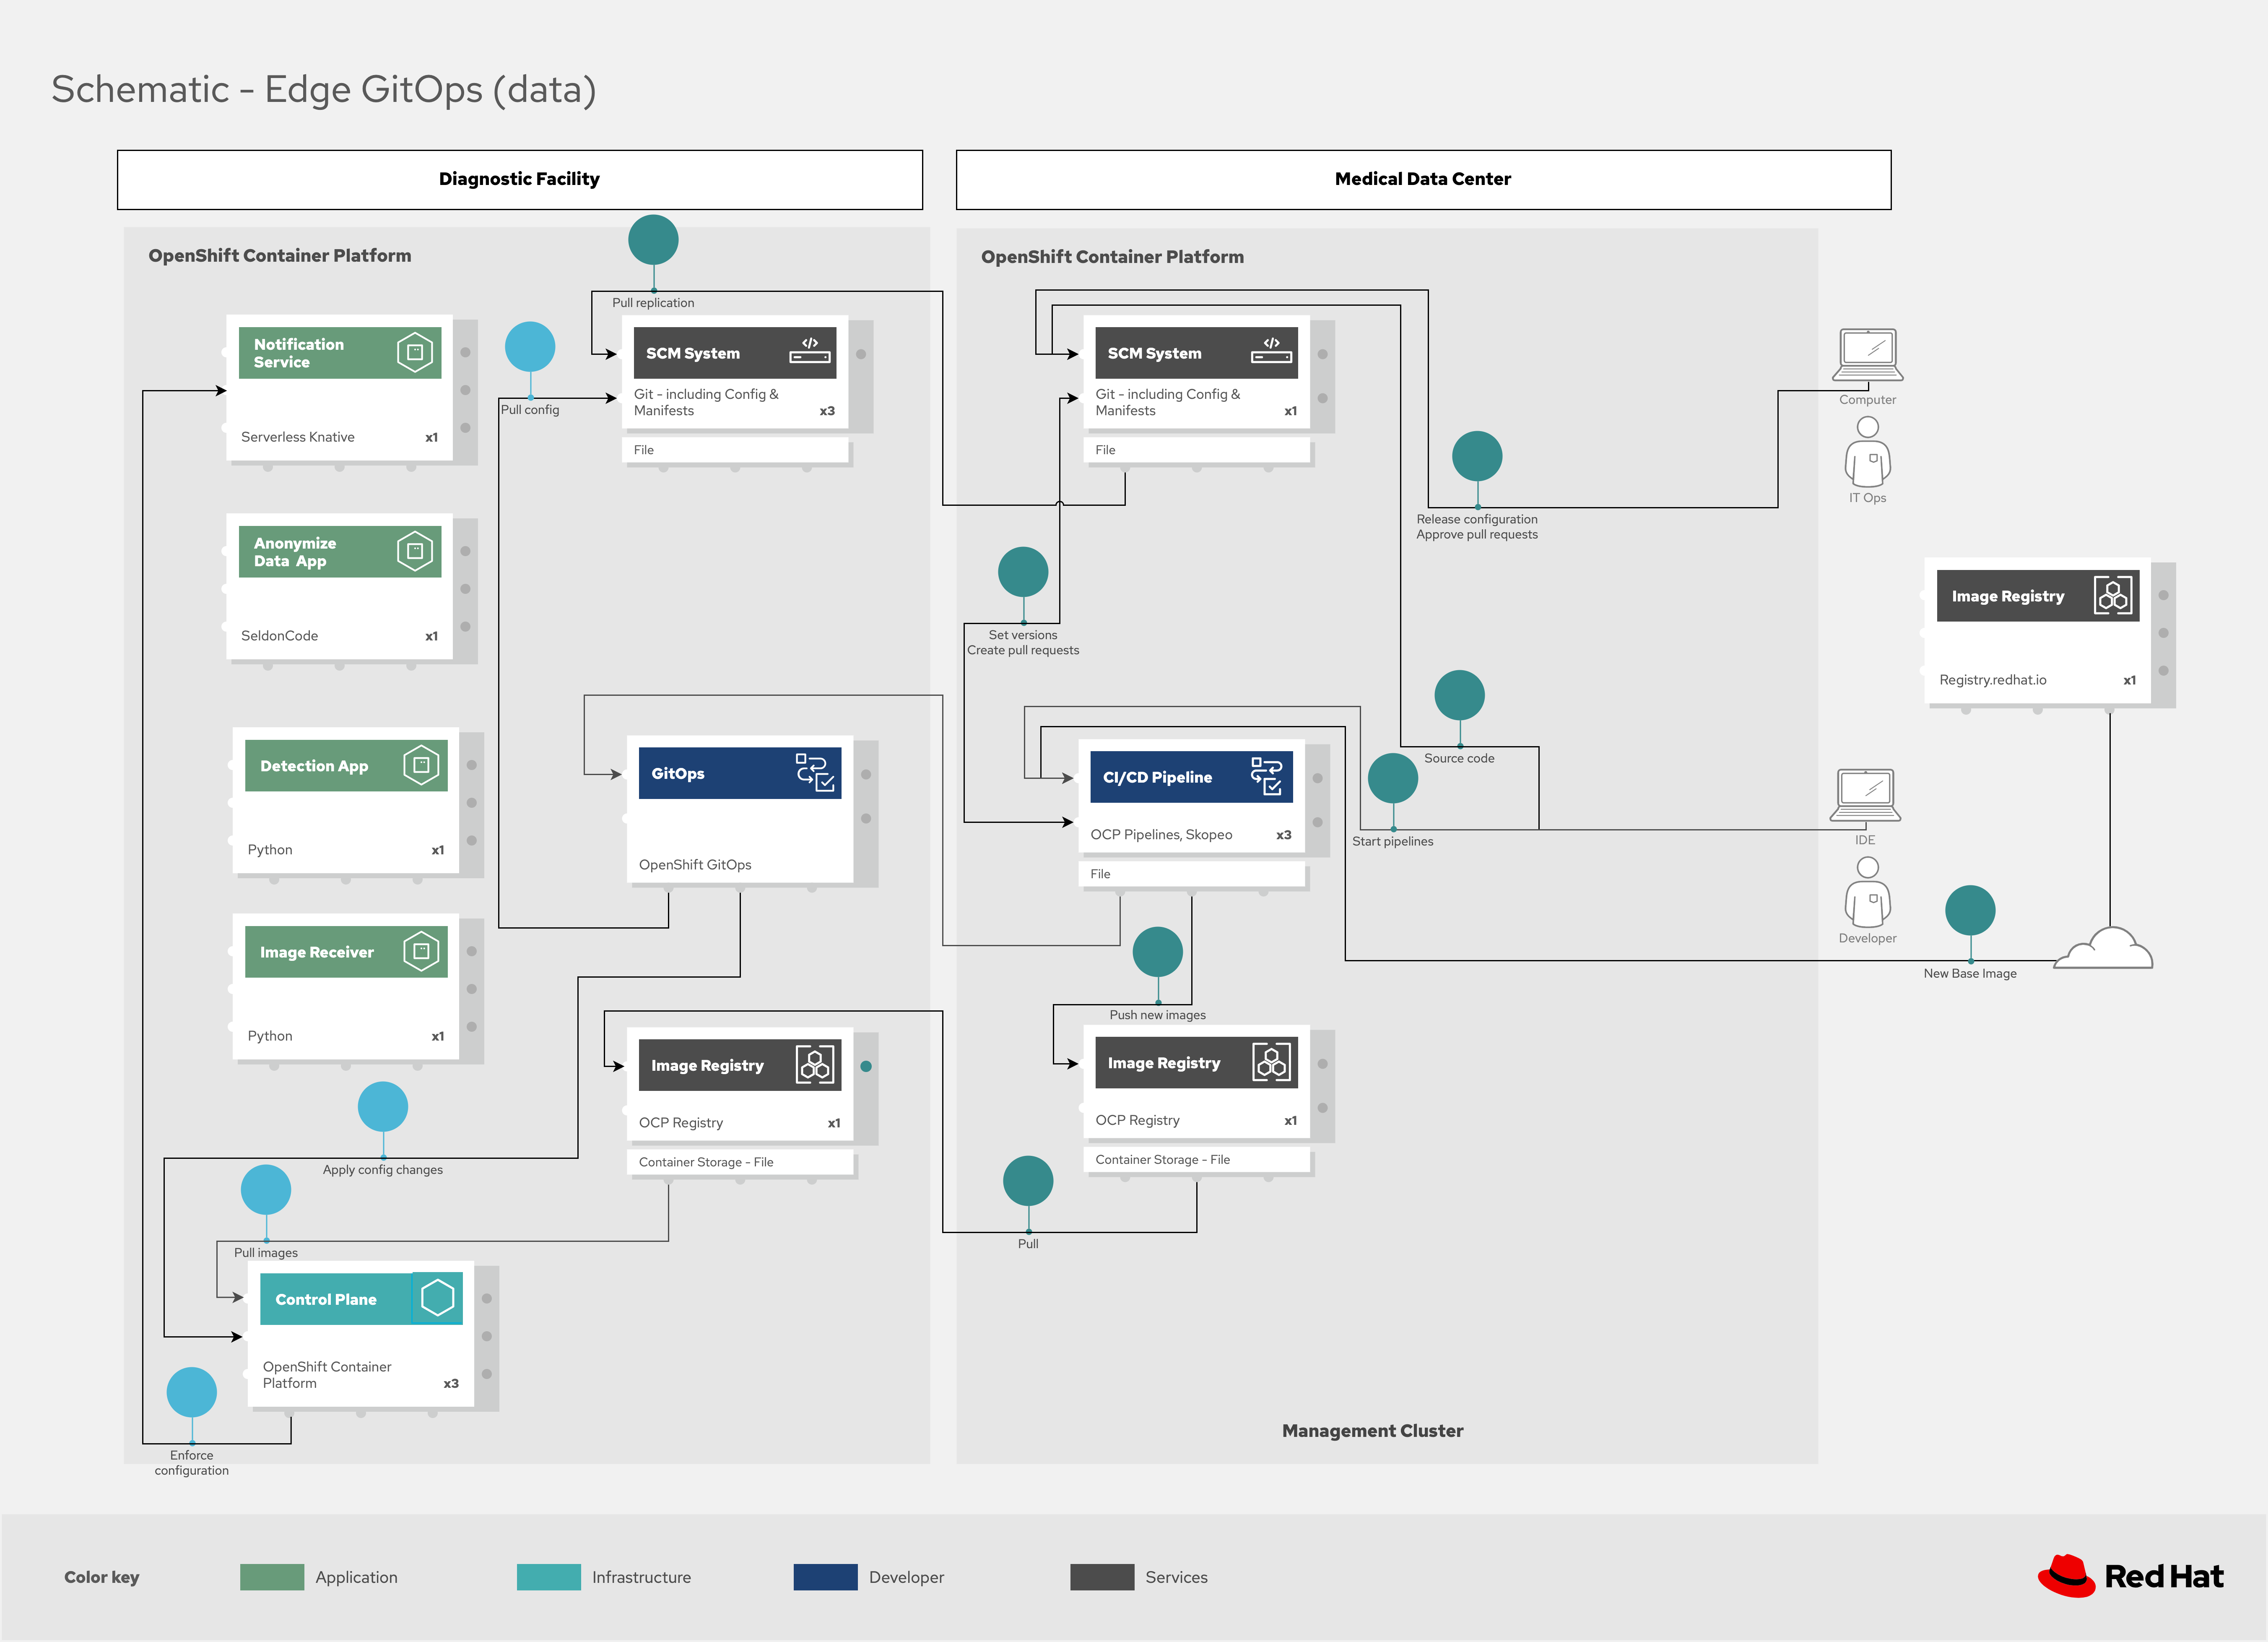 Schematic - Edge GitOps (data)
Diagnostic Facility
OpenShift Container Platform
Pull replication
Notification
Service
Serverless Knative x1
Pull config
SCM System
Git - including Config &
Manifests x3
File
Anonymize
Data App
SeldonCode x1
Detection App
Python x1
GitOps
OpenShift GitOps
Image Receiver
Python x1
Image Registry
OCP Registry x1
Container Storage - File
Apply config changes
Pull images
Control Plane
OpenShift Container
Platform x3
Enforce
configuration
Medical Data Center
OpenShift Container Platform
SCM System
Git - including Config &
Manifests x1
File
Release configuration
Approve pull requests
Set versions
Create pull requests
Source code
CI/CD Pipeline
OCP Pipelines, Skopeo x3
File
Start pipelines
Push new images
Image Registry
OCP Registry x1
Container Storage - File
Pull
Management Cluster
Computer
IT Ops
Image Registry
Registry.redhat.io x1
IDE
Developer
New Base Image
Color key
Application
Infrastructure
Developer
Services
Red Hat